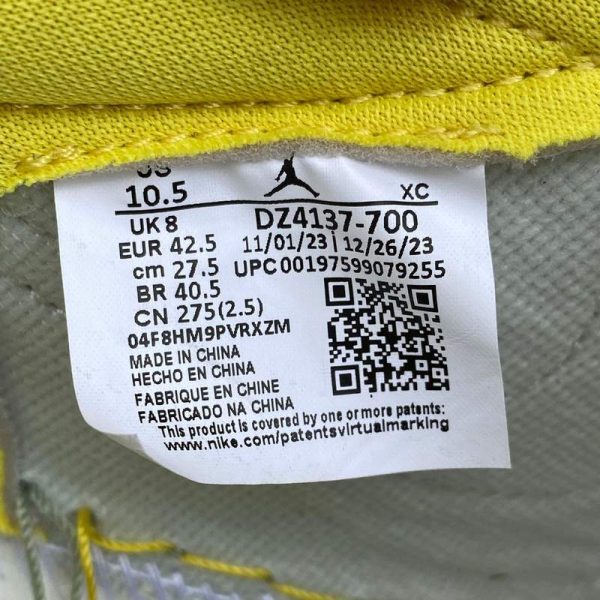 US
10.5 XC
UK 8 DZ4137-700
EUR 42.5 11/01/23 | 12/26/23
cm 27.5 UPC00197599079255
BR 40.5
CN 275(2.5)
04F8HM9PVRXZM
MADE IN CHINA
HECHO EN CHINA
FABRIQUE EN CHINE
FABRICADO NA CHINA
This product is covered by one or more patents:
www.nike.com/patentsvirtualmarking